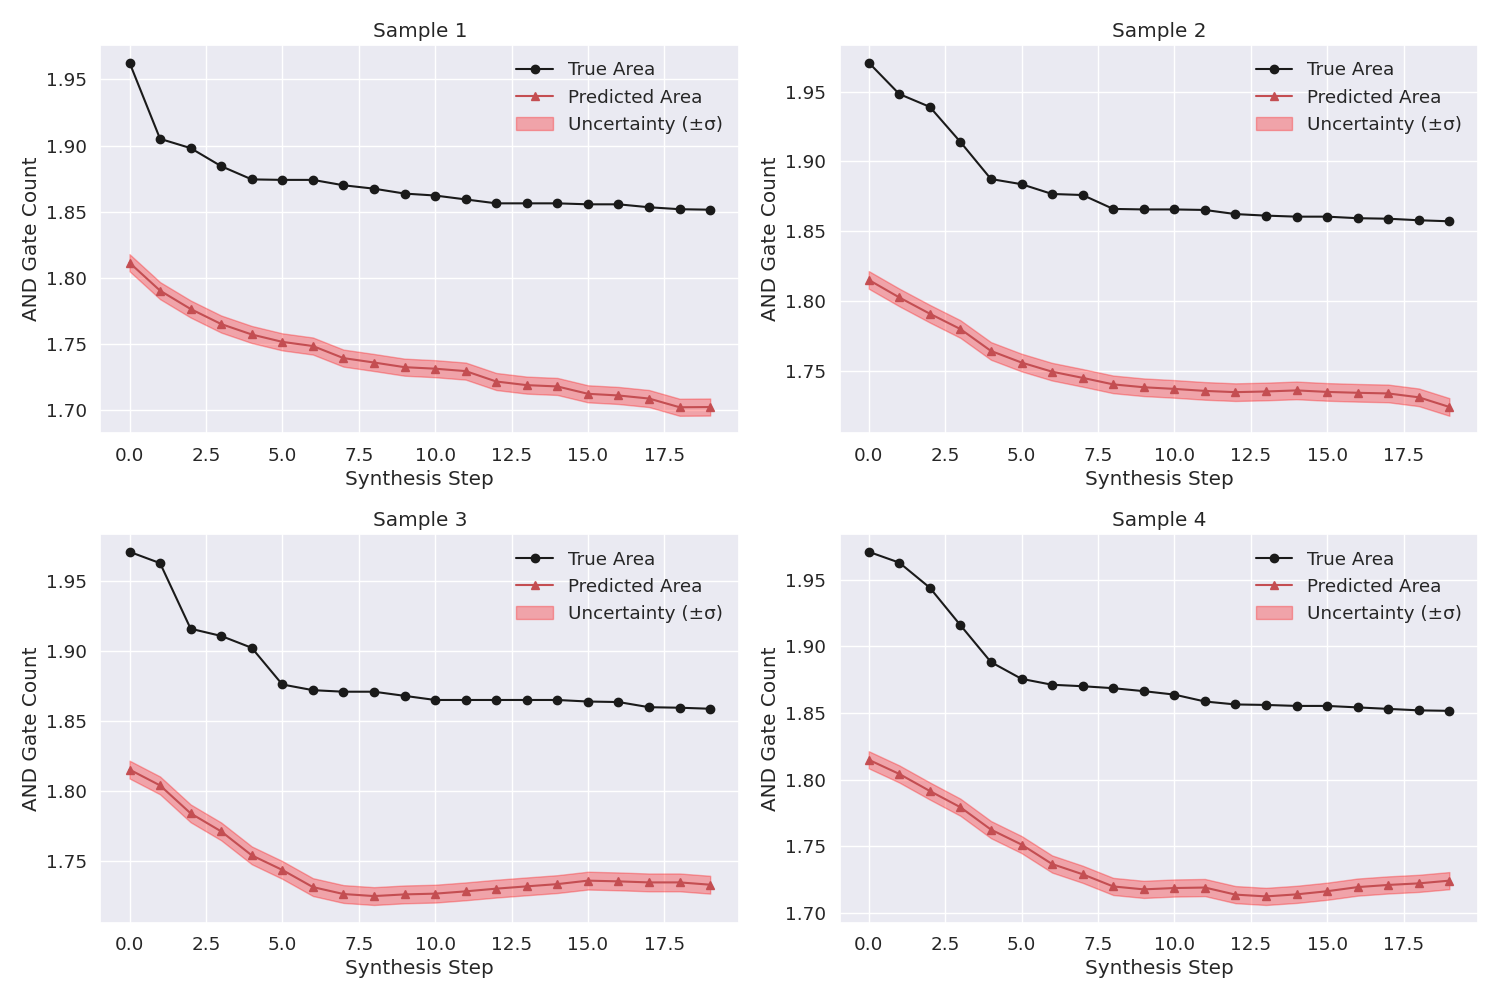 Sample 1
True Area
Predicted Area
Uncertainty (±σ)
AND Gate Count
1.95
1.90
1.85
1.80
1.75
1.70
0.0 2.5 5.0 7.5 10.0 12.5 15.0 17.5
Synthesis Step
Sample 2
True Area
Predicted Area
Uncertainty (±σ)
AND Gate Count
1.95
1.90
1.85
1.80
1.75
0.0 2.5 5.0 7.5 10.0 12.5 15.0 17.5
Synthesis Step
Sample 3
True Area
Predicted Area
Uncertainty (±σ)
AND Gate Count
1.95
1.90
1.85
1.80
1.75
0.0 2.5 5.0 7.5 10.0 12.5 15.0 17.5
Synthesis Step
Sample 4
True Area
Predicted Area
Uncertainty (±σ)
AND Gate Count
1.95
1.90
1.85
1.80
1.75
1.70
0.0 2.5 5.0 7.5 10.0 12.5 15.0 17.5
Synthesis Step